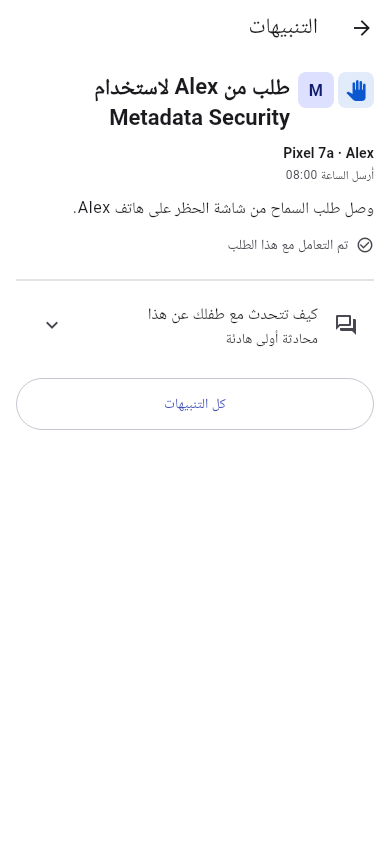 التنبيهات
M
طلب من Alex لاستخدام
Metadata Security
Pixel 7a · Alex
أُرسل الساعة 08:00
وصل طلب السماح من شاشة الحظر على هاتف Alex.
تم التعامل مع هذا الطلب
كيف تتحدث مع طفلك عن هذا
محادثة أولى هادئة
كل التنبيهات